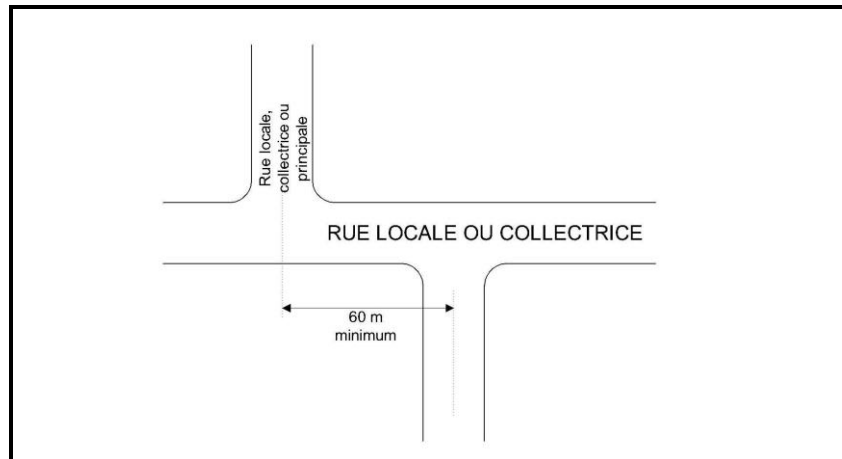 Rue locale,
collectrice ou
principale
RUE LOCALE OU COLLECTRICE
60 m
minimum